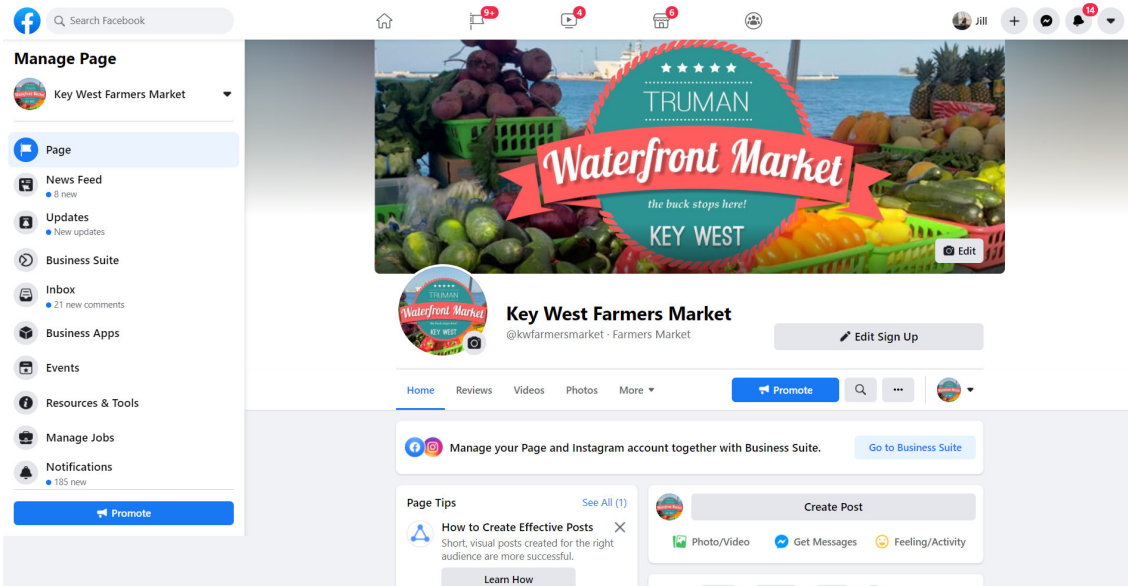 Search Facebook
9+
4
6
Jill
14
Manage Page
Key West Farmers Market
Page
News Feed
8 new
Updates
New updates
Business Suite
Inbox
21 new comments
Business Apps
Events
Resources & Tools
Manage Jobs
Notifications
185 new
Promote
TRUMAN
Waterfront Market
the buck stops here!
KEY WEST
Edit
TRUMAN
Waterfront Market
KEY WEST
Key West Farmers Market
@kwfarmersmarket · Farmers Market
Edit Sign Up
Home Reviews Videos Photos More
Promote
Manage your Page and Instagram account together with Business Suite.
Go to Business Suite
Page Tips
See All (1)
How to Create Effective Posts
Short, visual posts created for the right
audience are more successful.
Learn How
Create Post
Photo/Video Get Messages Feeling/Activity